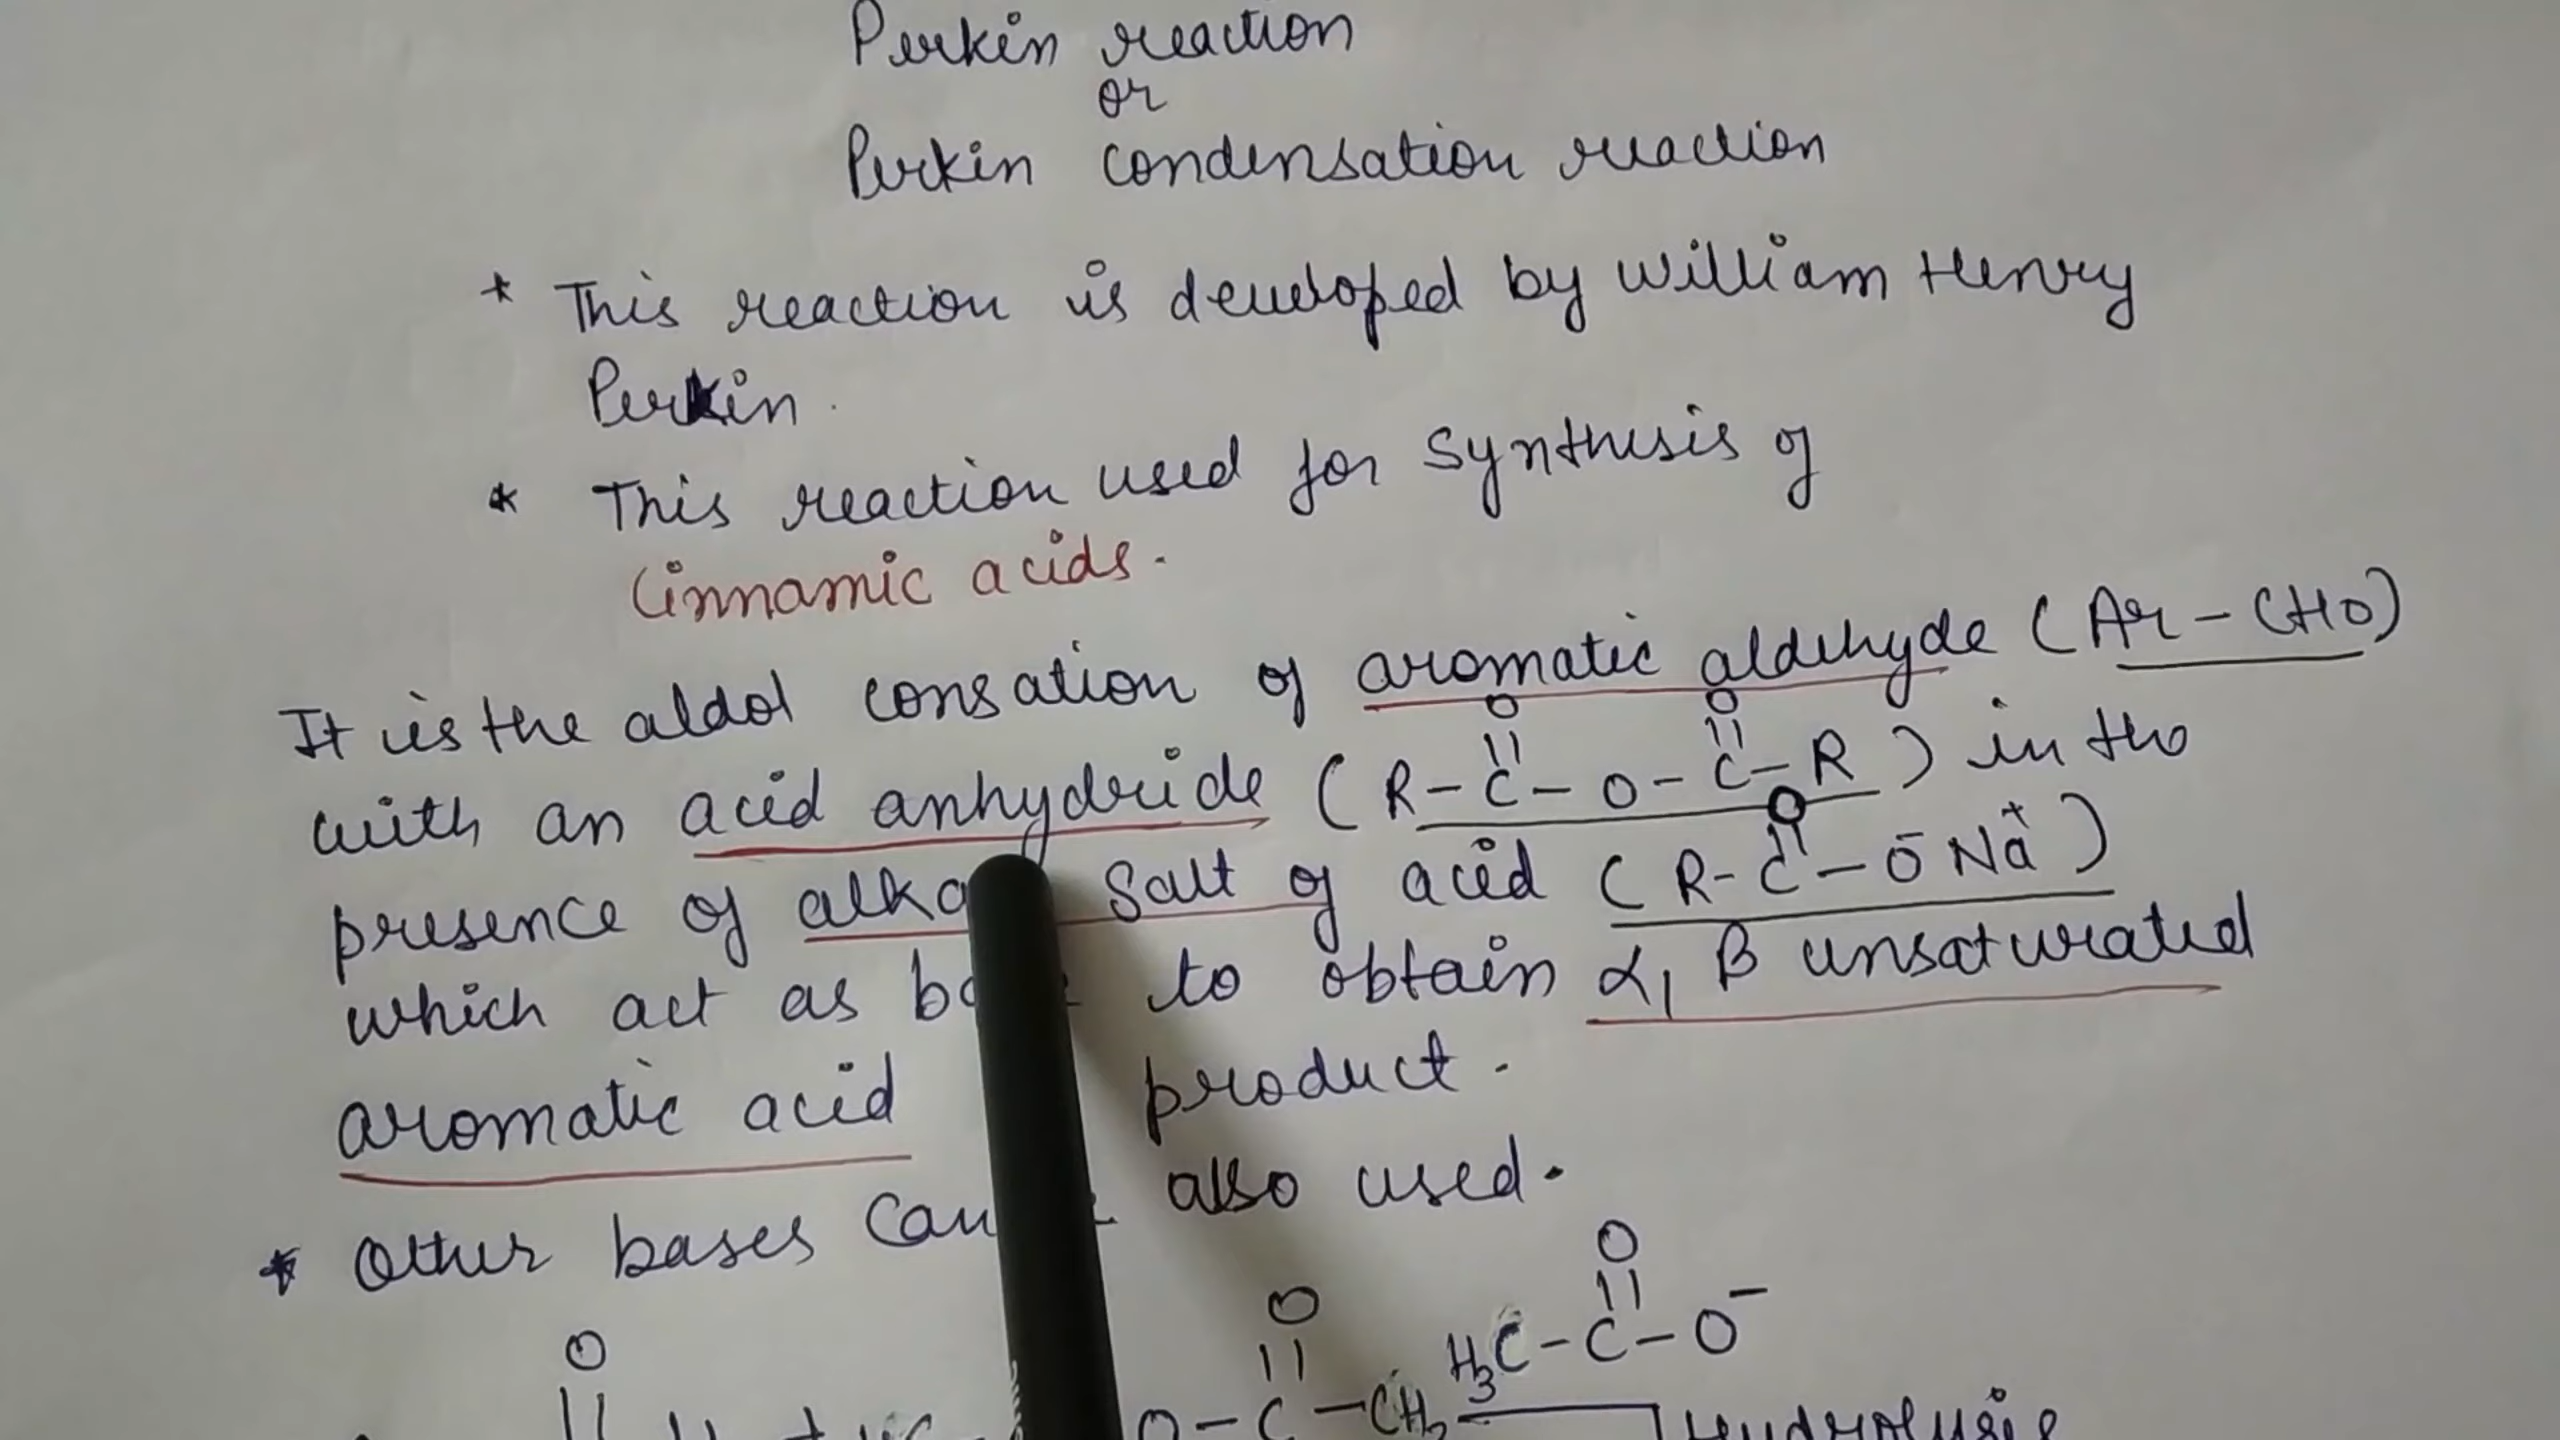 Perkin reaction
or
Perkin condensation reaction
* This reaction is developed by William Henry
Perkin.
* This reaction used for synthesis of
Cinnamic acids.
It is the aldol consation of aromatic aldehyde (Ar-CHO)
O O
with an acid anhydride (R-C-O-C-R) in the
O
presence of alka salt of acid (R-C-O⁻Na⁺)
which act as to obtain α, β unsaturated
aromatic acid product.
* Other bases can also used.
O
O
H₃C-C-O⁻
O
O-C-CH₃
Hydrolysis